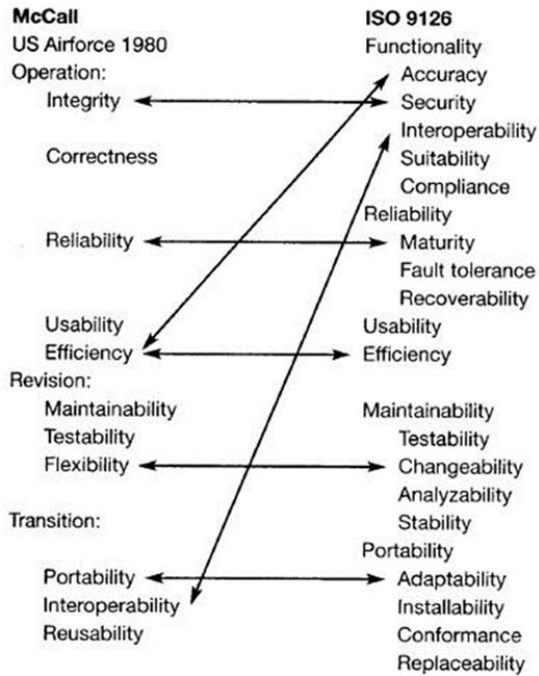 McCall
US Airforce 1980
Operation:
Integrity
Correctness
Reliability
Usability
Efficiency
Revision:
Maintainability
Testability
Flexibility
Transition:
Portability
Interoperability
Reusability
ISO 9126
Functionality
Accuracy
Security
Interoperability
Suitability
Compliance
Reliability
Maturity
Fault tolerance
Recoverability
Usability
Efficiency
Maintainability
Testability
Changeability
Analyzability
Stability
Portability
Adaptability
Installability
Conformance
Replaceability